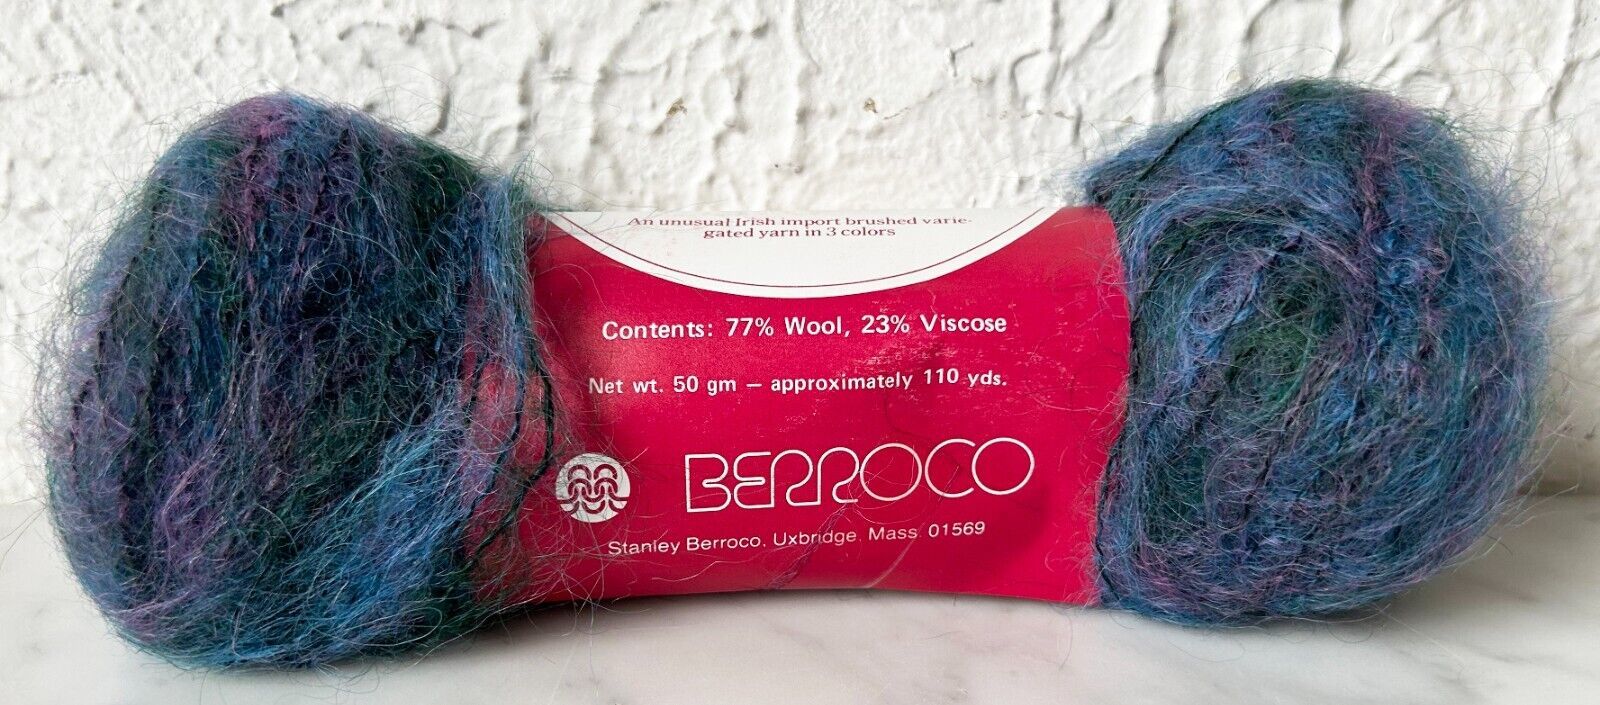 An unusual Irish import brushed varie-
gated yarn in 3 colors
Contents: 77% Wool, 23% Viscose
Net wt. 50 gm — approximately 110 yds.
BERROCO
Stanley Berroco. Uxbridge. Mass. 01569